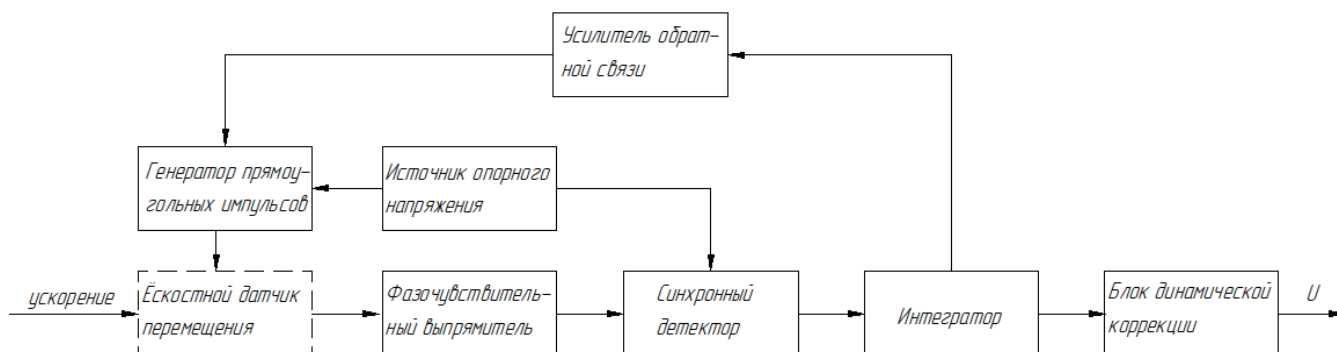 Усилитель обрат-
ной связи
Генератор прямоу-
гольных импульсов
Источник опорного
напряжения
ускорение
Ёскостной датчик
перемещения
Фазочувствитель-
ный выпрямитель
Синхронный
детектор
Интегратор
Блок динамической
коррекции
U